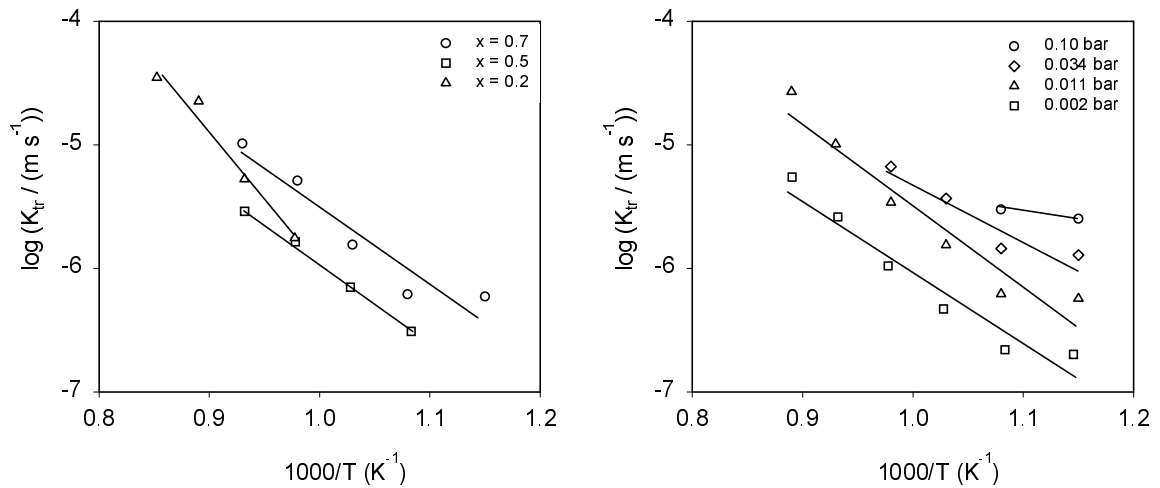 log (K_tr / (m s⁻¹))
-4
-5
-6
-7
x = 0.7
x = 0.5
x = 0.2
0.8 0.9 1.0 1.1 1.2
1000/T (K⁻¹)
log (K_tr / (m s⁻¹))
-4
-5
-6
-7
0.10 bar
0.034 bar
0.011 bar
0.002 bar
0.8 0.9 1.0 1.1 1.2
1000/T (K⁻¹)